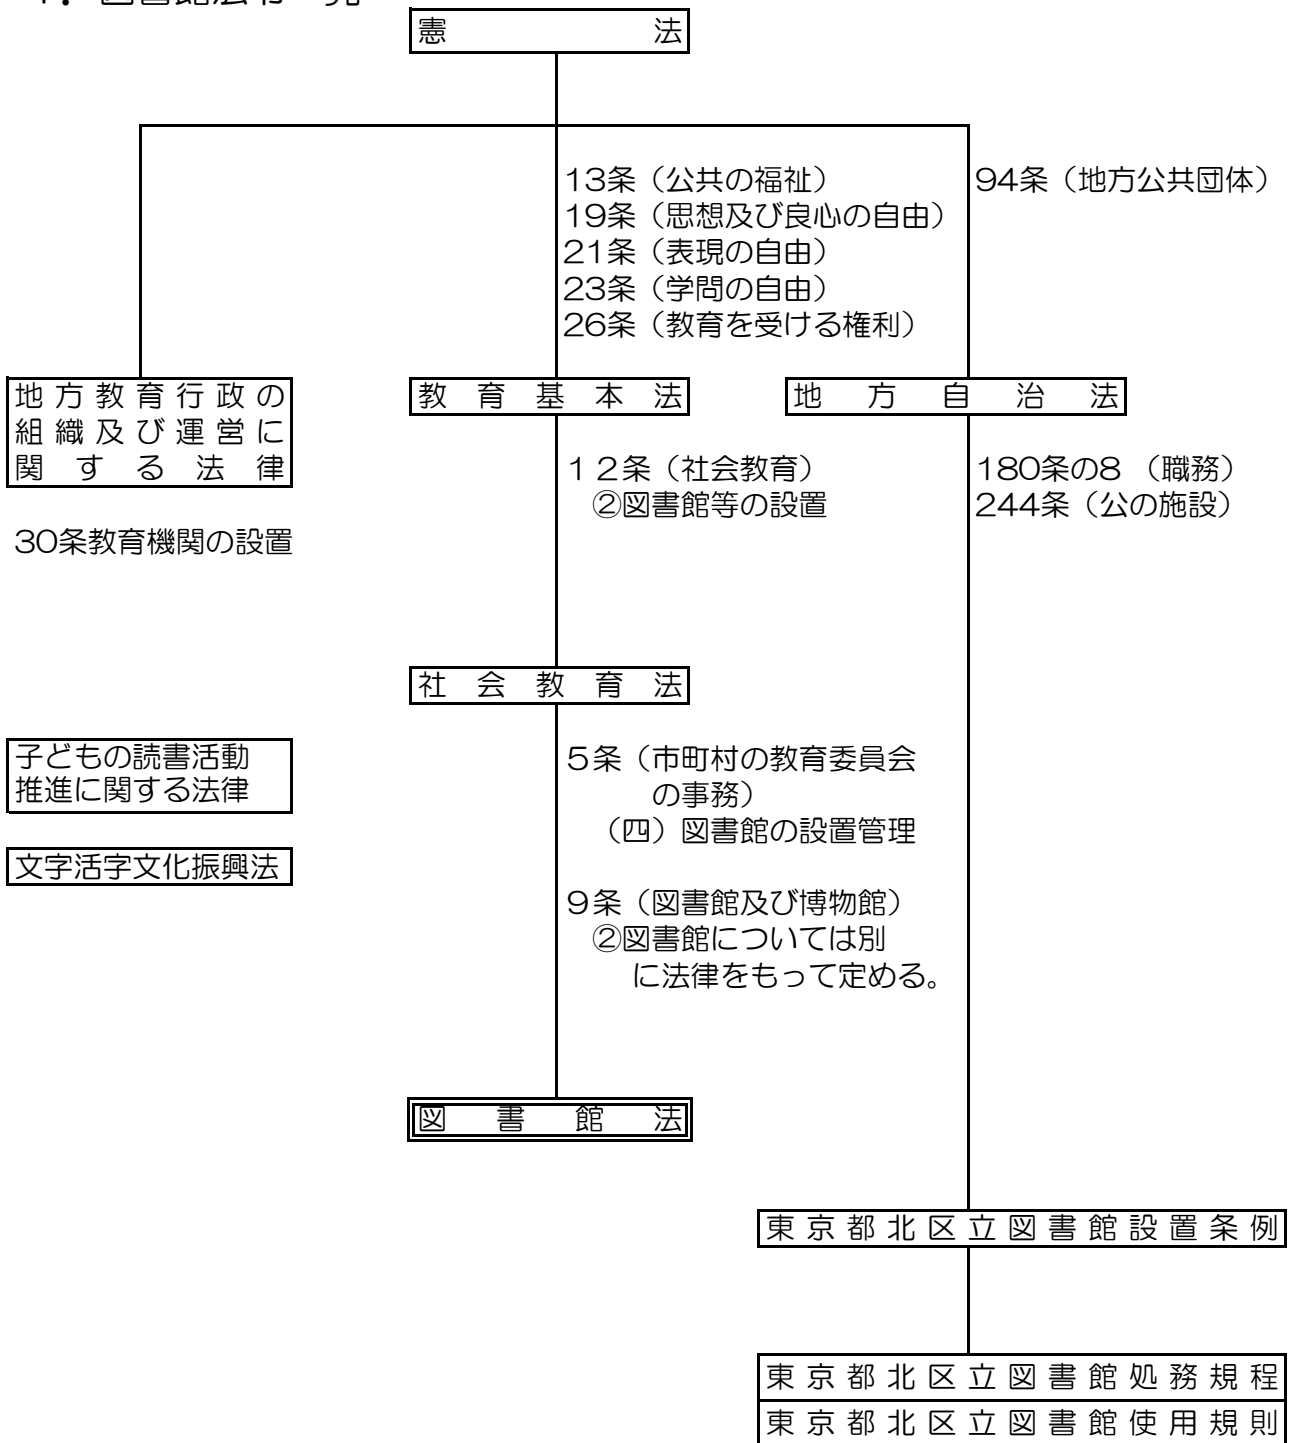 憲法
13条（公共の福祉）
19条（思想及び良心の自由）
21条（表現の自由）
23条（学問の自由）
26条（教育を受ける権利）
94条（地方公共団体）
地方教育行政の
組織及び運営に
関する法律
30条教育機関の設置
教育基本法
12条（社会教育）
②図書館等の設置
地方自治法
180条の8 （職務）
244条（公の施設）
社会教育法
5条（市町村の教育委員会
の事務）
（四）図書館の設置管理
9条（図書館及び博物館）
②図書館については別
に法律をもって定める。
子どもの読書活動
推進に関する法律
文字活字文化振興法
図書館法
東京都北区立図書館設置条例
東京都北区立図書館処務規程
東京都北区立図書館使用規則